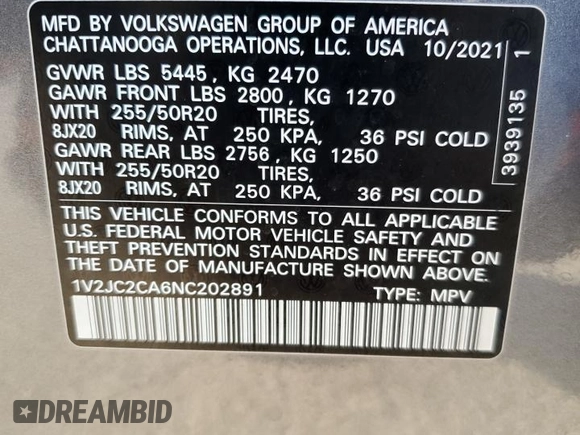 MFD BY VOLKSWAGEN GROUP OF AMERICA
CHATTANOOGA OPERATIONS, LLC. USA 10/2021
GVWR LBS 5445, KG 2470
GAWR FRONT LBS 2800, KG 1270
WITH 255/50R20 TIRES,
8JX20 RIMS, AT 250 KPA, 36 PSI COLD
GAWR REAR LBS 2756, KG 1250
WITH 255/50R20 TIRES,
8JX20 RIMS, AT 250 KPA, 36 PSI COLD
THIS VEHICLE CONFORMS TO ALL APPLICABLE
U.S. FEDERAL MOTOR VEHICLE SAFETY AND
THEFT PREVENTION STANDARDS IN EFFECT ON
THE DATE OF MANUFACTURE SHOWN ABOVE.
1V2JC2CA6NC202891 TYPE: MPV
3939135 1
DREAMBID